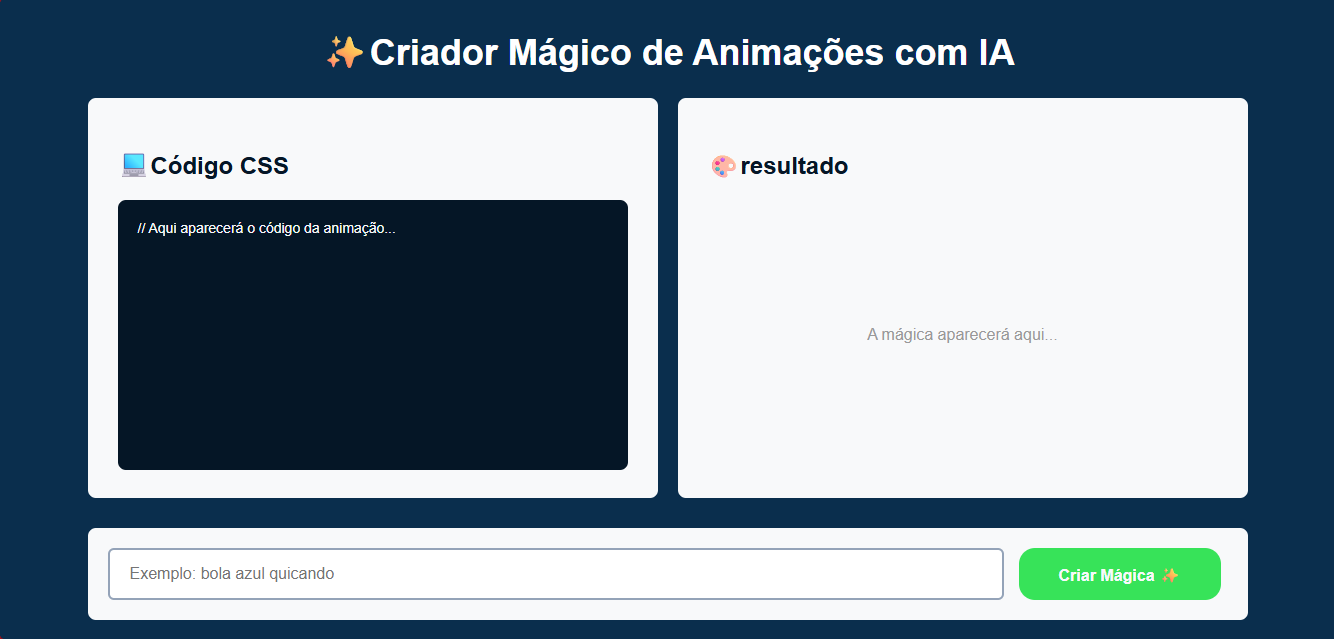 ✨Criador Mágico de Animações com IA
💻Código CSS
// Aqui aparecerá o código da animação...
🎨resultado
A mágica aparecerá aqui...
Exemplo: bola azul quicando
Criar Mágica ✨